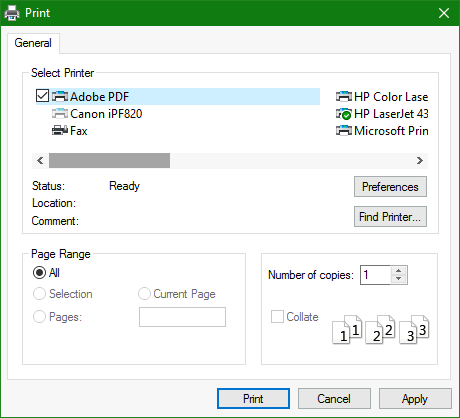 Print
General
Select Printer
Adobe PDF
HP Color Lase
Canon iPF820
HP LaserJet 43
Fax
Microsoft Prin
Status: Ready
Preferences
Location:
Comment:
Find Printer...
Page Range
All
Selection
Current Page
Pages:
Number of copies: 1
Collate
1 1 2 2 3 3
Print
Cancel
Apply